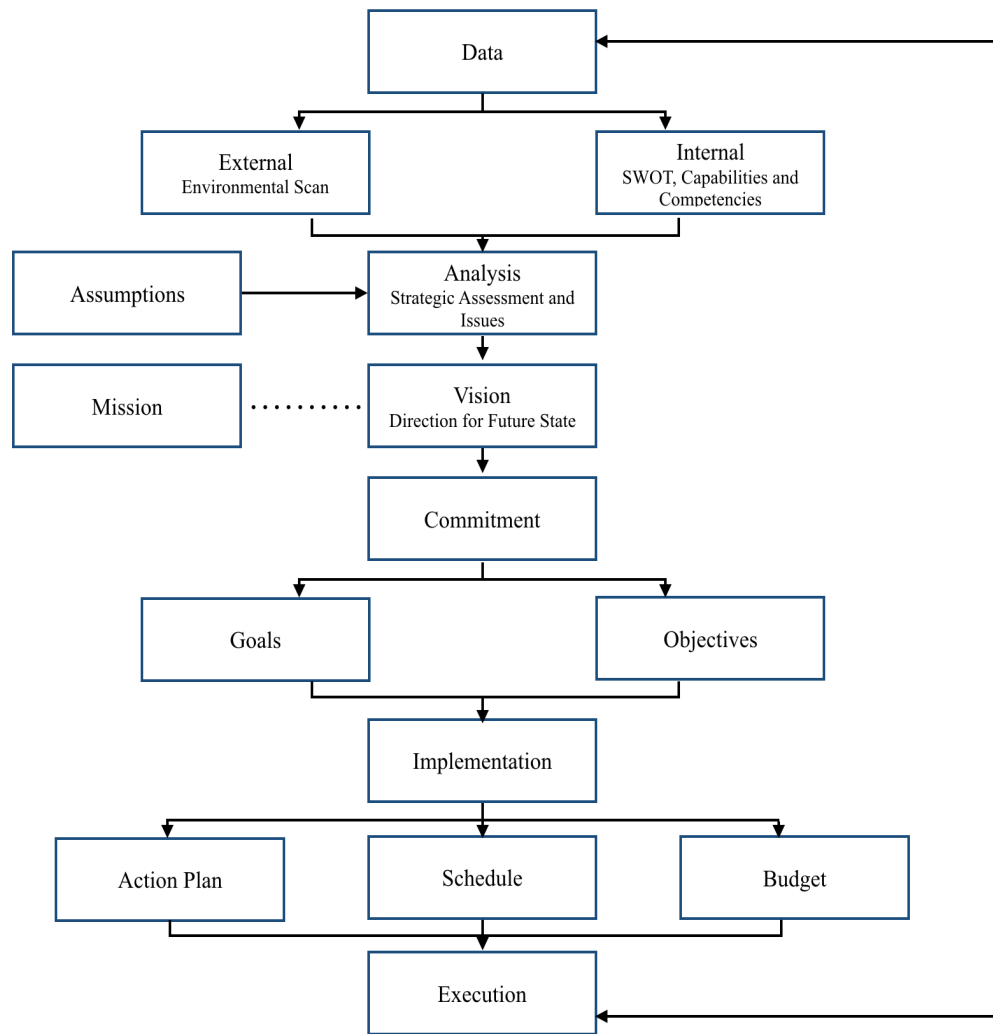 Data
External
Environmental Scan
Internal
SWOT, Capabilities and
Competencies
Assumptions
Analysis
Strategic Assessment and
Issues
Mission
Vision
Direction for Future State
Commitment
Goals
Objectives
Implementation
Action Plan
Schedule
Budget
Execution